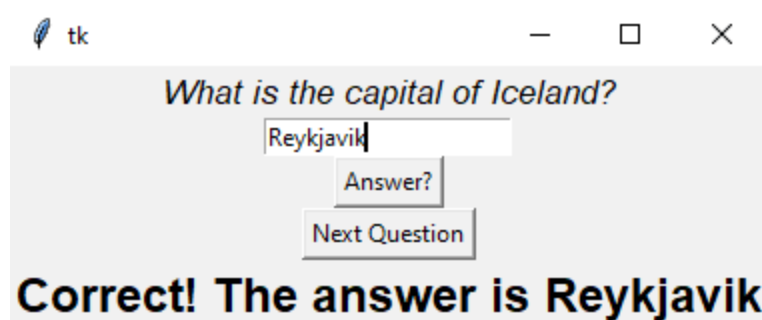 tk
What is the capital of Iceland?
Reykjavik
Answer?
Next Question
Correct! The answer is Reykjavik